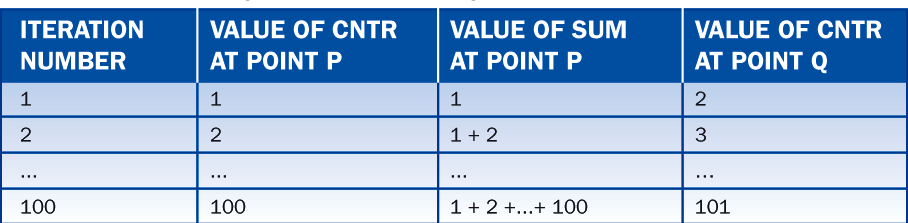 ITERATION NUMBER VALUE OF CNTR AT POINT P VALUE OF SUM AT POINT P VALUE OF CNTR AT POINT Q
1 1 1 2
2 2 1 + 2 3
... ... ... ...
100 100 1 + 2 +...+ 100 101